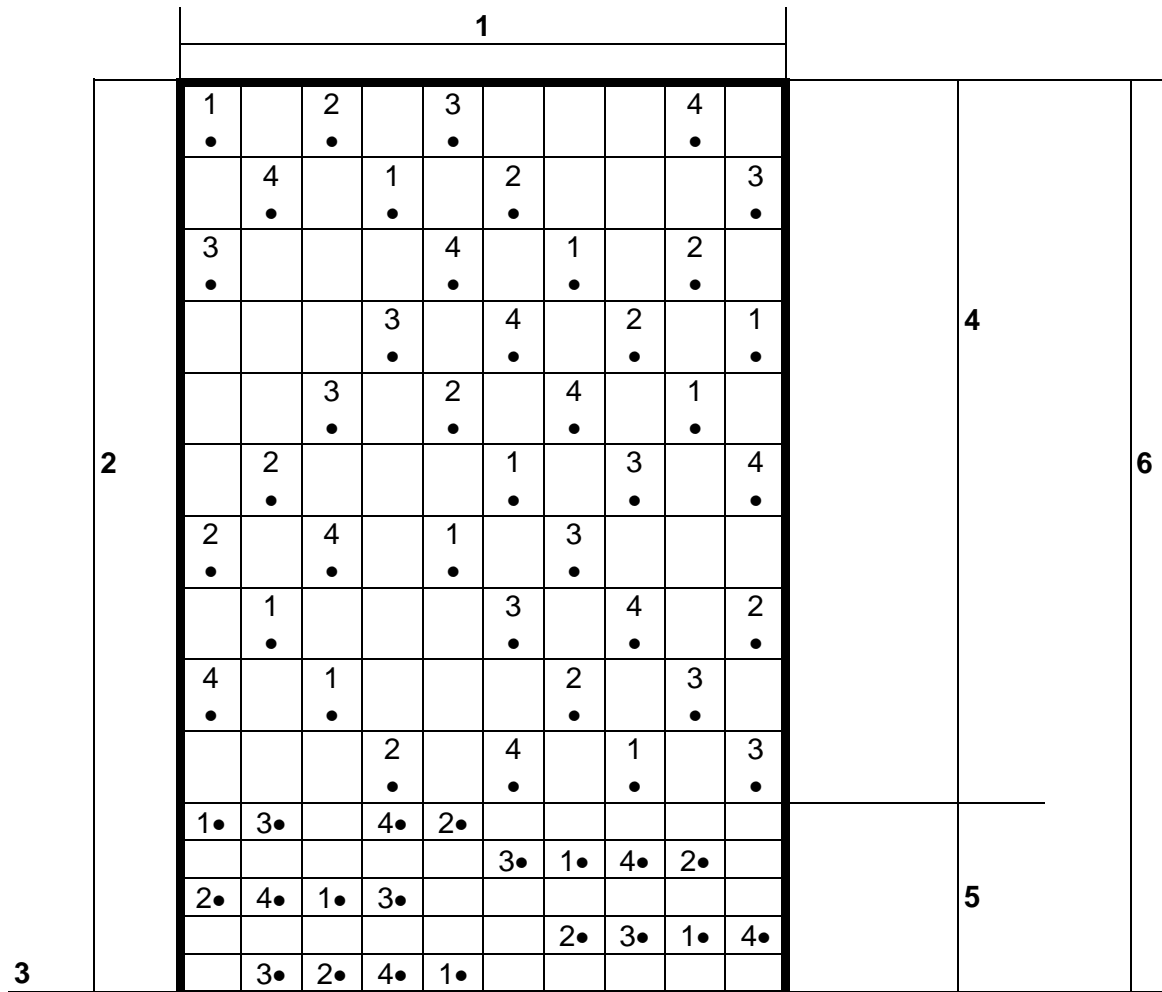 1
1 2 3 4
● ● ● ●
4 1 2 3
● ● ● ●
3 4 1 2
● ● ● ●
3 4 2 1
● ● ● ●
4
3 2 4 1
● ● ● ●
2 1 3 4
● ● ● ●
2
6
2 4 1 3
● ● ● ●
1 3 4 2
● ● ● ●
4 1 2 3
● ● ● ●
2 4 1 3
● ● ● ●
1● 3● 4● 2●
3● 1● 4● 2●
2● 4● 1● 3●
5
2● 3● 1● 4●
3● 2● 4● 1●
3